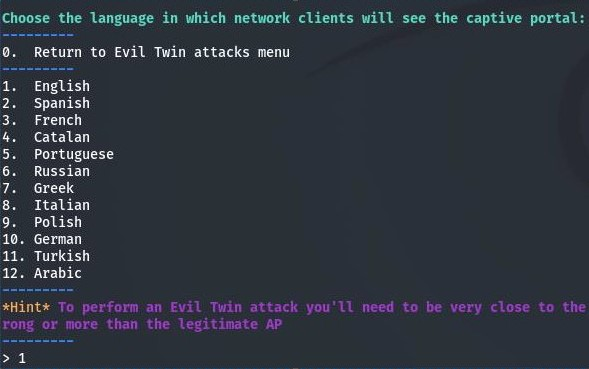 Choose the language in which network clients will see the captive portal:
---------
0.  Return to Evil Twin attacks menu
---------
1.  English
2.  Spanish
3.  French
4.  Catalan
5.  Portuguese
6.  Russian
7.  Greek
8.  Italian
9.  Polish
10. German
11. Turkish
12. Arabic
---------
*Hint* To perform an Evil Twin attack you'll need to be very close to the
rong or more than the legitimate AP
---------
> 1